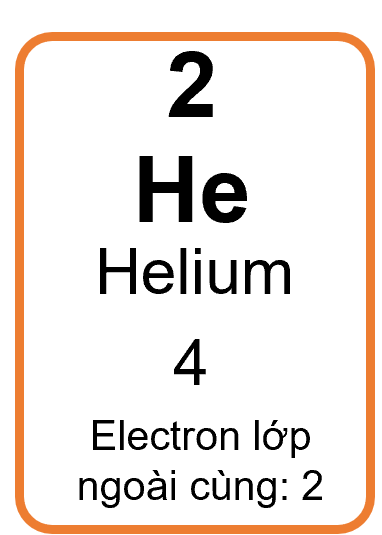 2
He
Helium
4
Electron lớp
ngoài cùng: 2